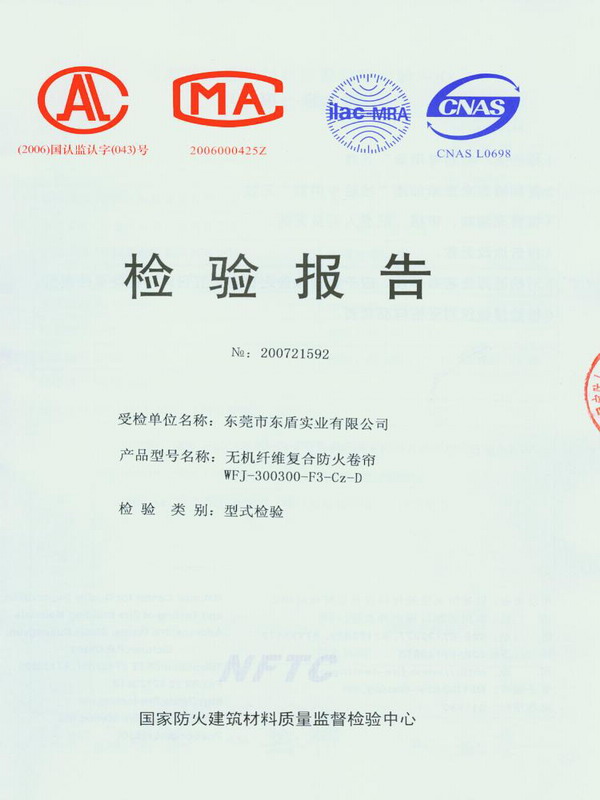 CAL
CMA
ilac-MRA
CNAS
(2006)国认监认字(043)号
2006000425Z
CNAS L0698
检验报告
№: 200721592
受检单位名称: 东莞市东盾实业有限公司
产品型号名称: 无机纤维复合防火卷帘
WFJ-300300-F3-Cz-D
检 验 类 别: 型式检验
NFTC
国家防火建筑材料质量监督检验中心